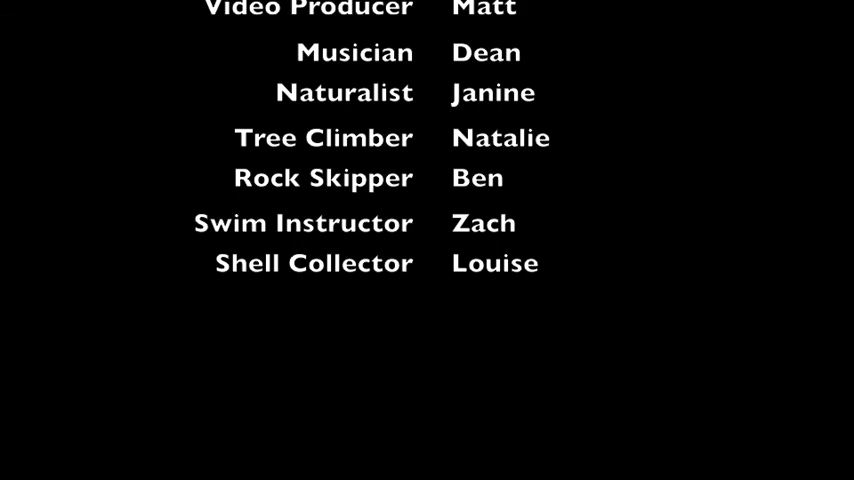 Video Producer Matt
Musician Dean
Naturalist Janine
Tree Climber Natalie
Rock Skipper Ben
Swim Instructor Zach
Shell Collector Louise